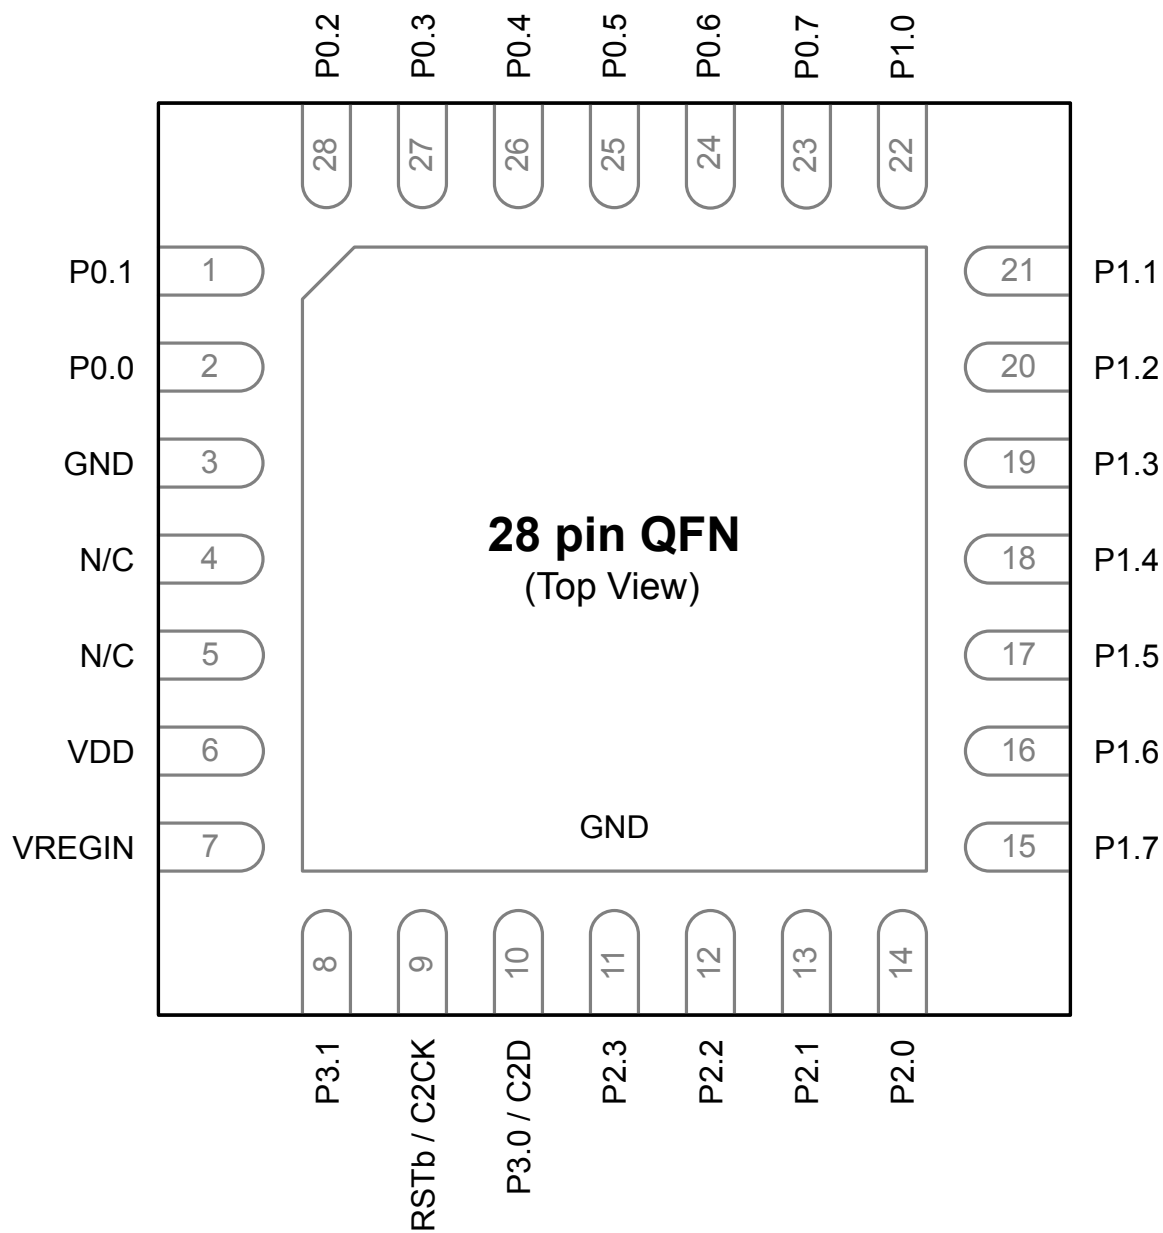 P0.2
P0.3
P0.4
P0.5
P0.6
P0.7
P1.0
28
27
26
25
24
23
22
P0.1 1
21 P1.1
P0.0 2
20 P1.2
GND 3
19 P1.3
N/C 4
18 P1.4
N/C 5
17 P1.5
VDD 6
16 P1.6
VREGIN 7
15 P1.7
28 pin QFN
(Top View)
GND
8
9
10
11
12
13
14
P3.1
RSTb / C2CK
P3.0 / C2D
P2.3
P2.2
P2.1
P2.0